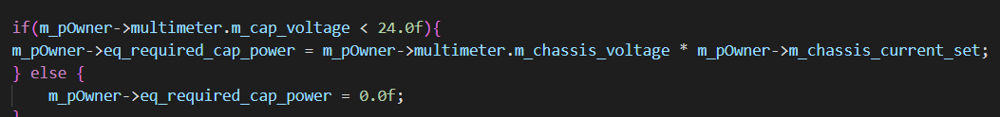 if(m_pOwner->multimeter.m_cap_voltage < 24.0f){
m_pOwner->eq_required_cap_power = m_pOwner->multimeter.m_chassis_voltage * m_pOwner->m_chassis_current_set;
} else {
    m_pOwner->eq_required_cap_power = 0.0f;
}